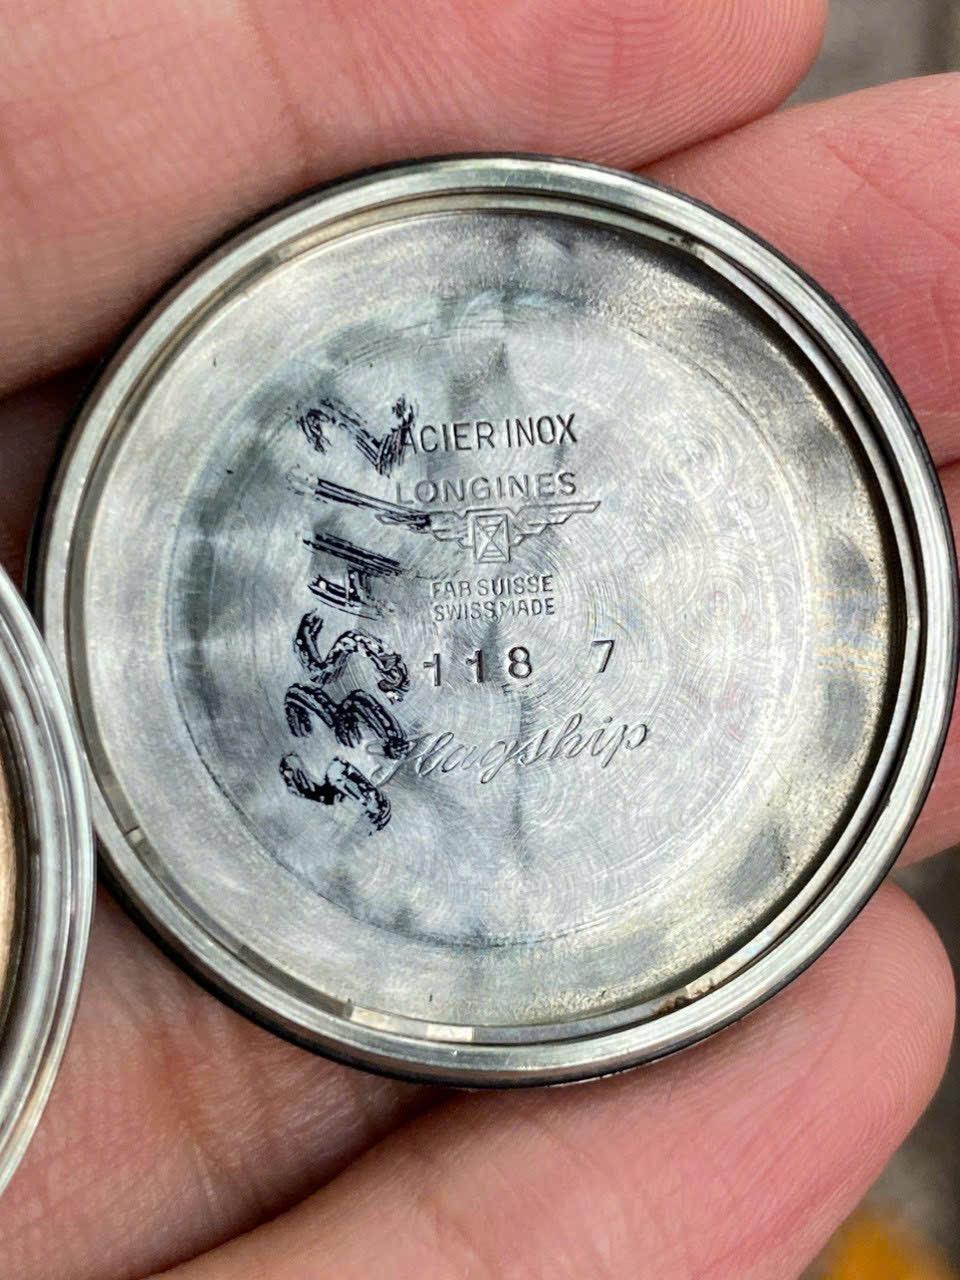 ACIER INOX
LONGINES
FAB SUISSE
SWISS MADE
118 7
Flagship